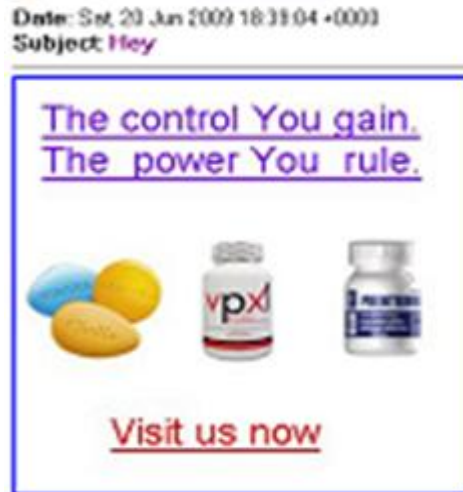 Date: Sat, 20 Jun 2009 18:38:04 +0000
Subject: Hey
The control You gain.
The power You rule.
vpxl
Visit us now